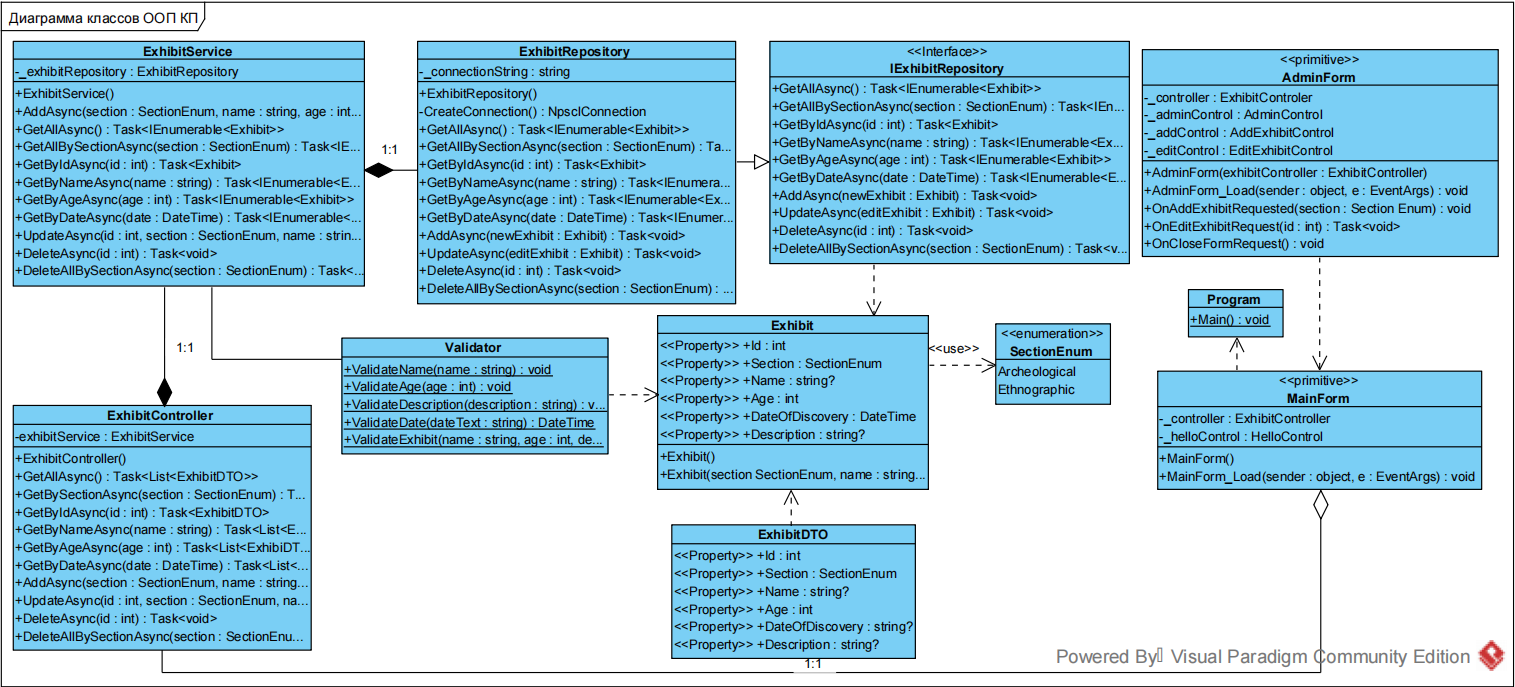 Диаграмма классов ООП КП
ExhibitService
-_exhibitRepository : ExhibitRepository
+ExhibitService()
+AddAsync(section : SectionEnum, name : string, age : int...
+GetAllAsync() : Task<IEnumerable<Exhibit>>
+GetAllBySectionAsync(section : SectionEnum) : Task<IE...
+GetByIdAsync(id : int) : Task<Exhibit>
+GetByNameAsync(name : string) : Task<IEnumerable<E...
+GetByAgeAsync(age : int) : Task<IEnumerable<Exhibit>>
+GetByDateAsync(date : DateTime) : Task<IEnumerable<...
+UpdateAsync(id : int, section : SectionEnum, name : strin...
+DeleteAsync(id : int) : Task<void>
+DeleteAllBySectionAsync(section : SectionEnum) : Task<...
1:1
ExhibitRepository
-_connectionString : string
+ExhibitRepository()
-CreateConnection() : NpsclConnection
+GetAllAsync() : Task<IEnumerable<Exhibit>>
+GetAllBySectionAsync(section : SectionEnum) : Ta...
+GetByIdAsync(id : int) : Task<Exhibit>
+GetByNameAsync(name : string) : Task<IEnumera...
+GetByAgeAsync(age : int) : Task<IEnumerable<Ex...
+GetByDateAsync(date : DateTime) : Task<IEnumer...
+AddAsync(newExhibit : Exhibit) : Task<void>
+UpdateAsync(editExhibit : Exhibit) : Task<void>
+DeleteAsync(id : int) : Task<void>
+DeleteAllBySectionAsync(section : SectionEnum) : ...
<<Interface>>
IExhibitRepository
+GetAllAsync() : Task<IEnumerable<Exhibit>>
+GetAllBySectionAsync(section : SectionEnum) : Task<IEn...
+GetByIdAsync(id : int) : Task<Exhibit>
+GetByNameAsync(name : string) : Task<IEnumerable<Ex...
+GetByAgeAsync(age : int) : Task<IEnumerable<Exhibit>>
+GetByDateAsync(date : DateTime) : Task<IEnumerable<E...
+AddAsync(newExhibit : Exhibit) : Task<void>
+UpdateAsync(editExhibit : Exhibit) : Task<void>
+DeleteAsync(id : int) : Task<void>
+DeleteAllBySectionAsync(section : SectionEnum) : Task<v...
<<primitive>>
AdminForm
-_controller : ExhibitControler
-_adminControl : AdminControl
-_addControl : AddExhibitControl
-_editControl : EditExhibitControl
+AdminForm(exhibitController : ExhibitController)
+AdminForm_Load(sender : object, e : EventArgs) : void
+OnAddExhibitRequested(section : Section Enum) : void
+OnEditExhibitRequest(id : int) : Task<void>
+OnCloseFormRequest() : void
Program
+Main() : void
1:1
Validator
+ValidateName(name : string) : void
+ValidateAge(age : int) : void
+ValidateDescription(description : string) : v...
+ValidateDate(dateText : string) : DateTime
+ValidateExhibit(name : string, age : int, de...
Exhibit
<<Property>> +Id : int
<<Property>> +Section : SectionEnum
<<Property>> +Name : string?
<<Property>> +Age : int
<<Property>> +DateOfDiscovery : DateTime
<<Property>> +Description : string?
+Exhibit()
+Exhibit(section SectionEnum, name : string...
<<use>>
<<enumeration>>
SectionEnum
Archeological
Ethnographic
<<primitive>>
MainForm
-_controller : ExhibitController
-_helloControl : HelloControl
+MainForm()
+MainForm_Load(sender : object, e : EventArgs) : void
ExhibitController
-exhibitService : ExhibitService
+ExhibitController()
+GetAllAsync() : Task<List<ExhibitDTO>>
+GetBySectionAsync(section : SectionEnum) : T...
+GetByIdAsync(id : int) : Task<ExhibitDTO>
+GetByNameAsync(name : string) : Task<List<E...
+GetByAgeAsync(age : int) : Task<List<ExhibiDT...
+GetByDateAsync(date : DateTime) : Task<List<...
+AddAsync(section : SectionEnum, name : string...
+UpdateAsync(id : int, section : SectionEnum, na...
+DeleteAsync(id : int) : Task<void>
+DeleteAllBySectionAsync(section : SectionEnu...
ExhibitDTO
<<Property>> +Id : int
<<Property>> +Section : SectionEnum
<<Property>> +Name : string?
<<Property>> +Age : int
<<Property>> +DateOfDiscovery : string?
<<Property>> +Description : string?
1:1
Powered By Visual Paradigm Community Edition